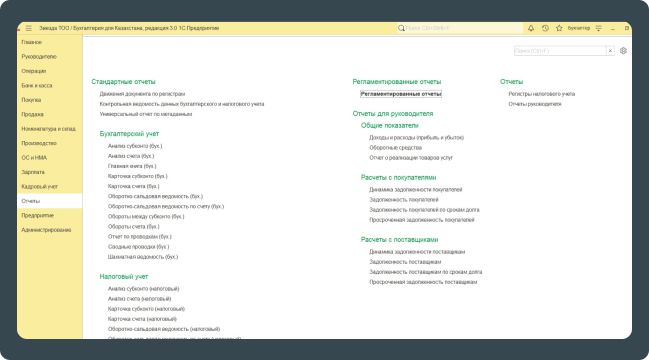 Звезда ТОО / Бухгалтерия для Казахстана, редакция 3.0 1С:Предприятие
Поиск (Ctrl+Shift+F)
Бухгалтер
Главное
Руководителю
Операции
Банк и касса
Покупка
Продажа
Номенклатура и склад
Производство
ОС и НМА
Зарплата
Кадровый учет
Отчеты
Предприятие
Администрирование
Поиск (Ctrl+F)
Стандартные отчеты
Движения документа по регистрам
Контрольная ведомость данных бухгалтерского и налогового учета
Универсальный отчет по метаданным
Бухгалтерский учет
Анализ субконто (бух.)
Анализ счета (бух.)
Главная книга (бух.)
Карточка субконто (бух.)
Карточка счета (бух.)
Оборотно-сальдовая ведомость (бух.)
Оборотно-сальдовая ведомость по счету (бух.)
Обороты между субконто (бух.)
Обороты счета (бух.)
Отчет по проводкам (бух.)
Сводные проводки (бух.)
Шахматная ведомость (бух.)
Налоговый учет
Анализ субконто (налоговый)
Анализ счета (налоговый)
Карточка субконто (налоговый)
Карточка счета (налоговый)
Оборотно-сальдовая ведомость (налоговый)
Оборотно-сальдовая ведомость по счету (налоговый)
Регламентированные отчеты
Регламентированные отчеты
Отчеты для руководителя
Общие показатели
Доходы и расходы (прибыль и убыток)
Оборотные средства
Отчет о реализации товаров услуг
Расчеты с покупателями
Динамика задолженности покупателей
Задолженность покупателей
Задолженность покупателей по срокам долга
Просроченная задолженность покупателей
Расчеты с поставщиками
Динамика задолженности поставщикам
Задолженность поставщикам
Задолженность поставщикам по срокам долга
Просроченная задолженность поставщикам
Отчеты
Регистры налогового учета
Отчеты руководителя